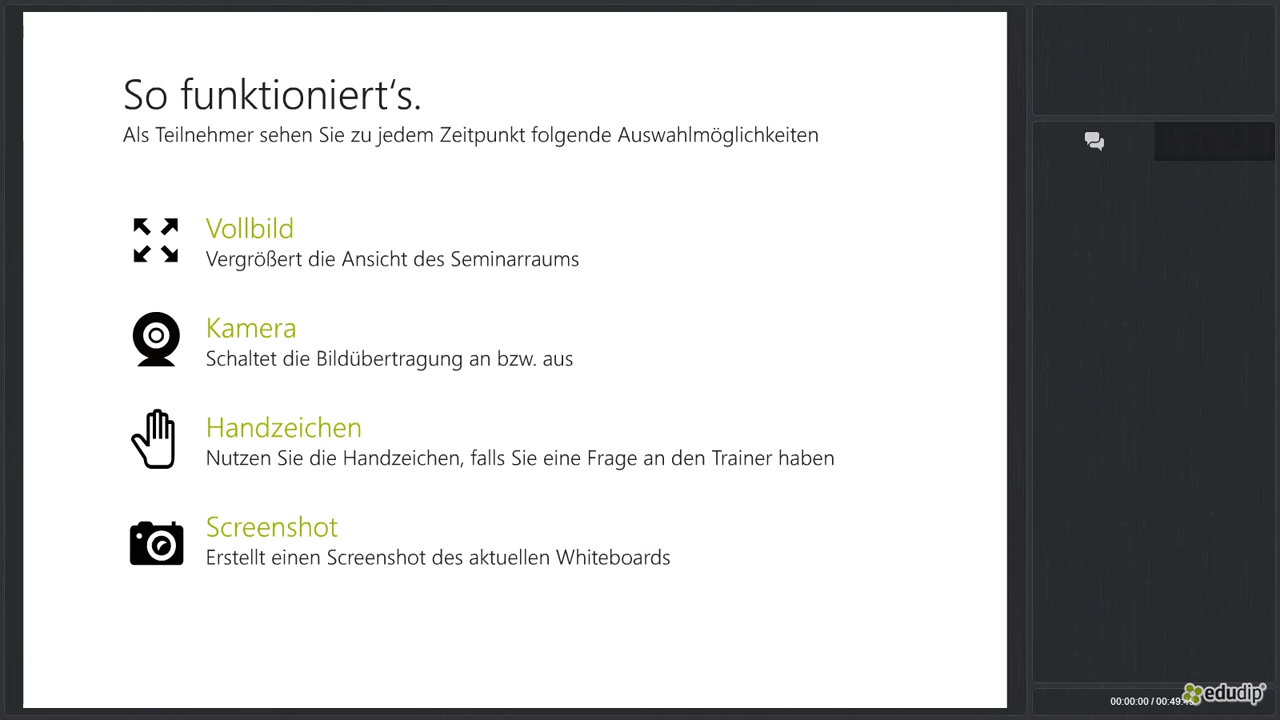 So funktioniert‘s.
Als Teilnehmer sehen Sie zu jedem Zeitpunkt folgende Auswahlmöglichkeiten
Vollbild
Vergrößert die Ansicht des Seminarraums
Kamera
Schaltet die Bildübertragung an bzw. aus
Handzeichen
Nutzen Sie die Handzeichen, falls Sie eine Frage an den Trainer haben
Screenshot
Erstellt einen Screenshot des aktuellen Whiteboards
edudip
00:00:00 /